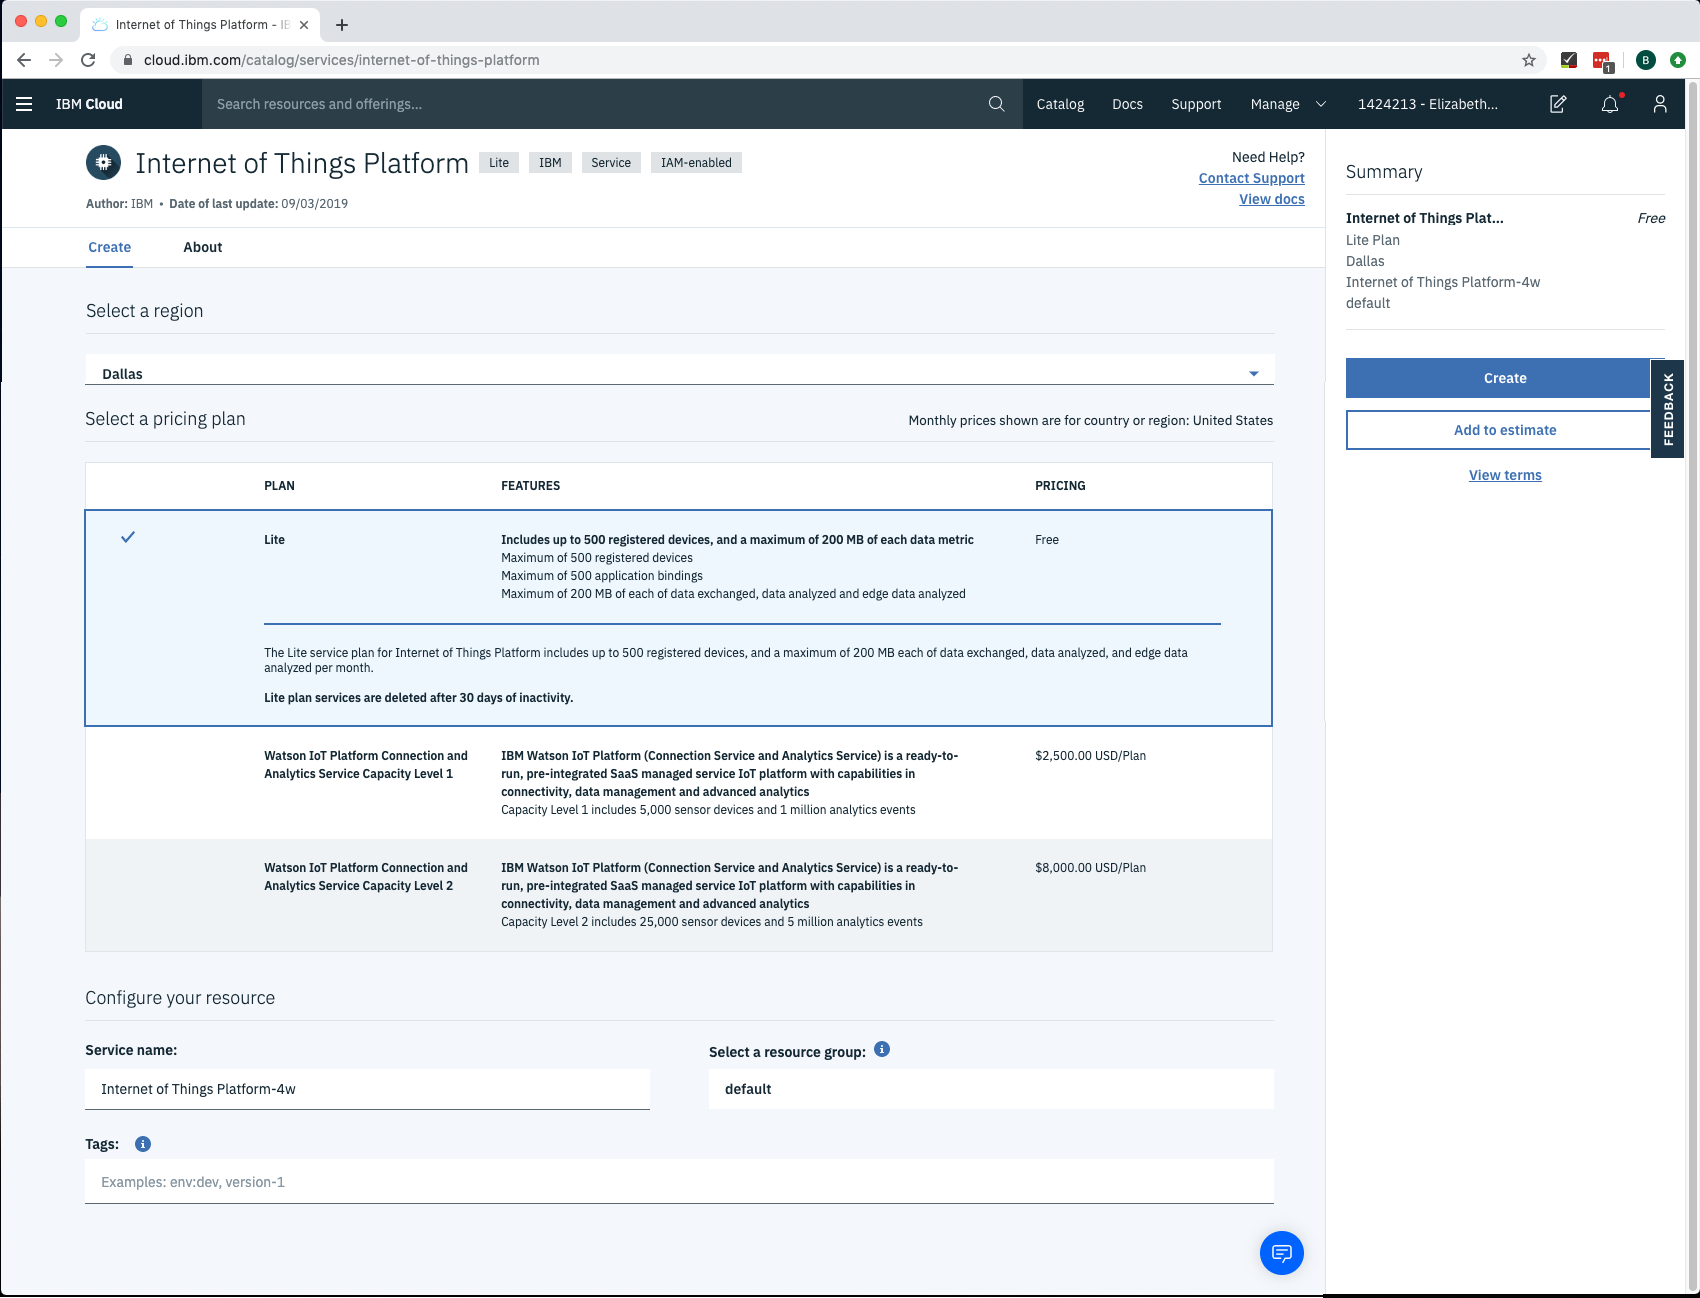 Internet of Things Platform - IB
cloud.ibm.com/catalog/services/internet-of-things-platform
1
B
IBM Cloud
Search resources and offerings...
Catalog
Docs
Support
Manage
1424213 - Elizabeth...
Internet of Things Platform
Lite
IBM
Service
IAM-enabled
Author: IBM • Date of last update: 09/03/2019
Need Help?
Contact Support
View docs
Create
About
Select a region
Dallas
Select a pricing plan
Monthly prices shown are for country or region: United States
PLAN
FEATURES
PRICING
Lite
Includes up to 500 registered devices, and a maximum of 200 MB of each data metric
Maximum of 500 registered devices
Maximum of 500 application bindings
Maximum of 200 MB of each of data exchanged, data analyzed and edge data analyzed
Free
The Lite service plan for Internet of Things Platform includes up to 500 registered devices, and a maximum of 200 MB each of data exchanged, data analyzed, and edge data
analyzed per month.
Lite plan services are deleted after 30 days of inactivity.
Watson IoT Platform Connection and
Analytics Service Capacity Level 1
IBM Watson IoT Platform (Connection Service and Analytics Service) is a ready-to-
run, pre-integrated SaaS managed service IoT platform with capabilities in
connectivity, data management and advanced analytics
Capacity Level 1 includes 5,000 sensor devices and 1 million analytics events
$2,500.00 USD/Plan
Watson IoT Platform Connection and
Analytics Service Capacity Level 2
IBM Watson IoT Platform (Connection Service and Analytics Service) is a ready-to-
run, pre-integrated SaaS managed service IoT platform with capabilities in
connectivity, data management and advanced analytics
Capacity Level 2 includes 25,000 sensor devices and 5 million analytics events
$8,000.00 USD/Plan
Configure your resource
Service name:
Internet of Things Platform-4w
Select a resource group:
default
Tags:
Examples: env:dev, version-1
Summary
Internet of Things Plat...
Free
Lite Plan
Dallas
Internet of Things Platform-4w
default
Create
Add to estimate
View terms
FEEDBACK